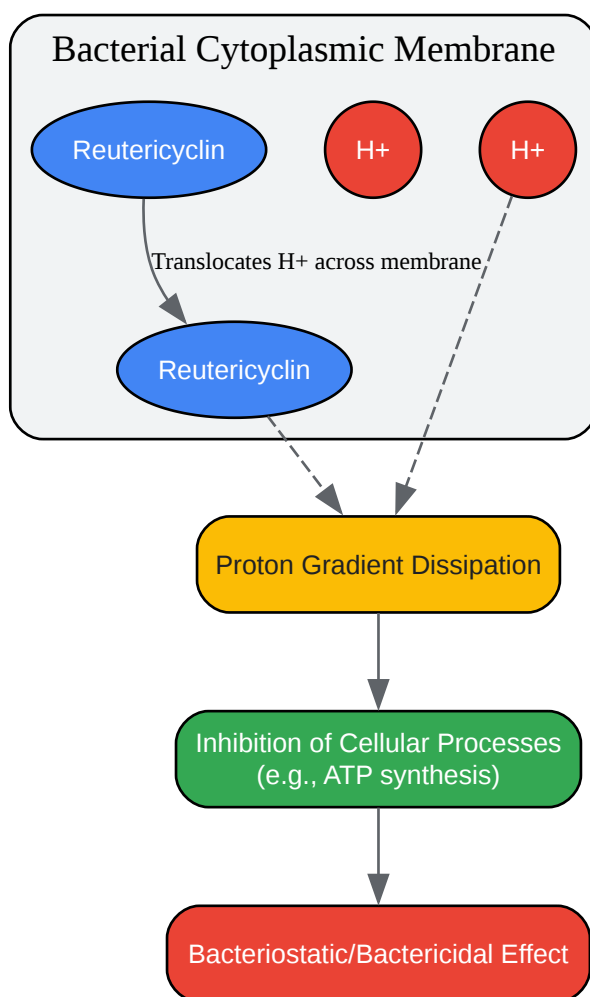 Bacterial Cytoplasmic Membrane
Reutericyclin
H+
H+
Translocates H+ across membrane
Reutericyclin
Proton Gradient Dissipation
Inhibition of Cellular Processes
(e.g., ATP synthesis)
Bacteriostatic/Bactericidal Effect